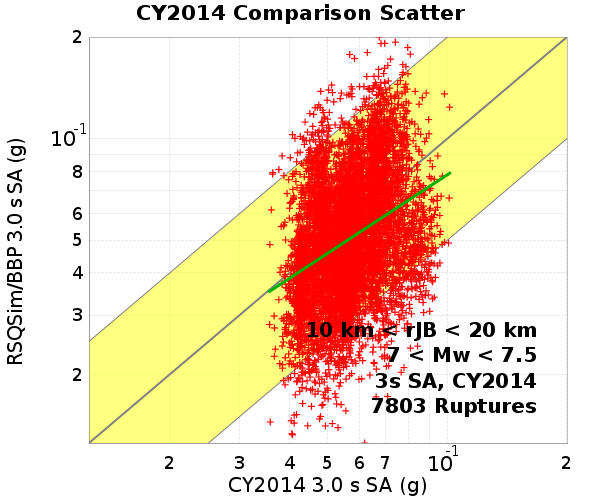 CY2014 Comparison Scatter
RSQSim/BBP 3.0 s SA (g)
2
10-1
8
6
5
4
3
2
10 km < rJB < 20 km
7 < Mw < 7.5
3s SA, CY2014
7803 Ruptures
2 3 4 5 6 7 10-1 2
CY2014 3.0 s SA (g)